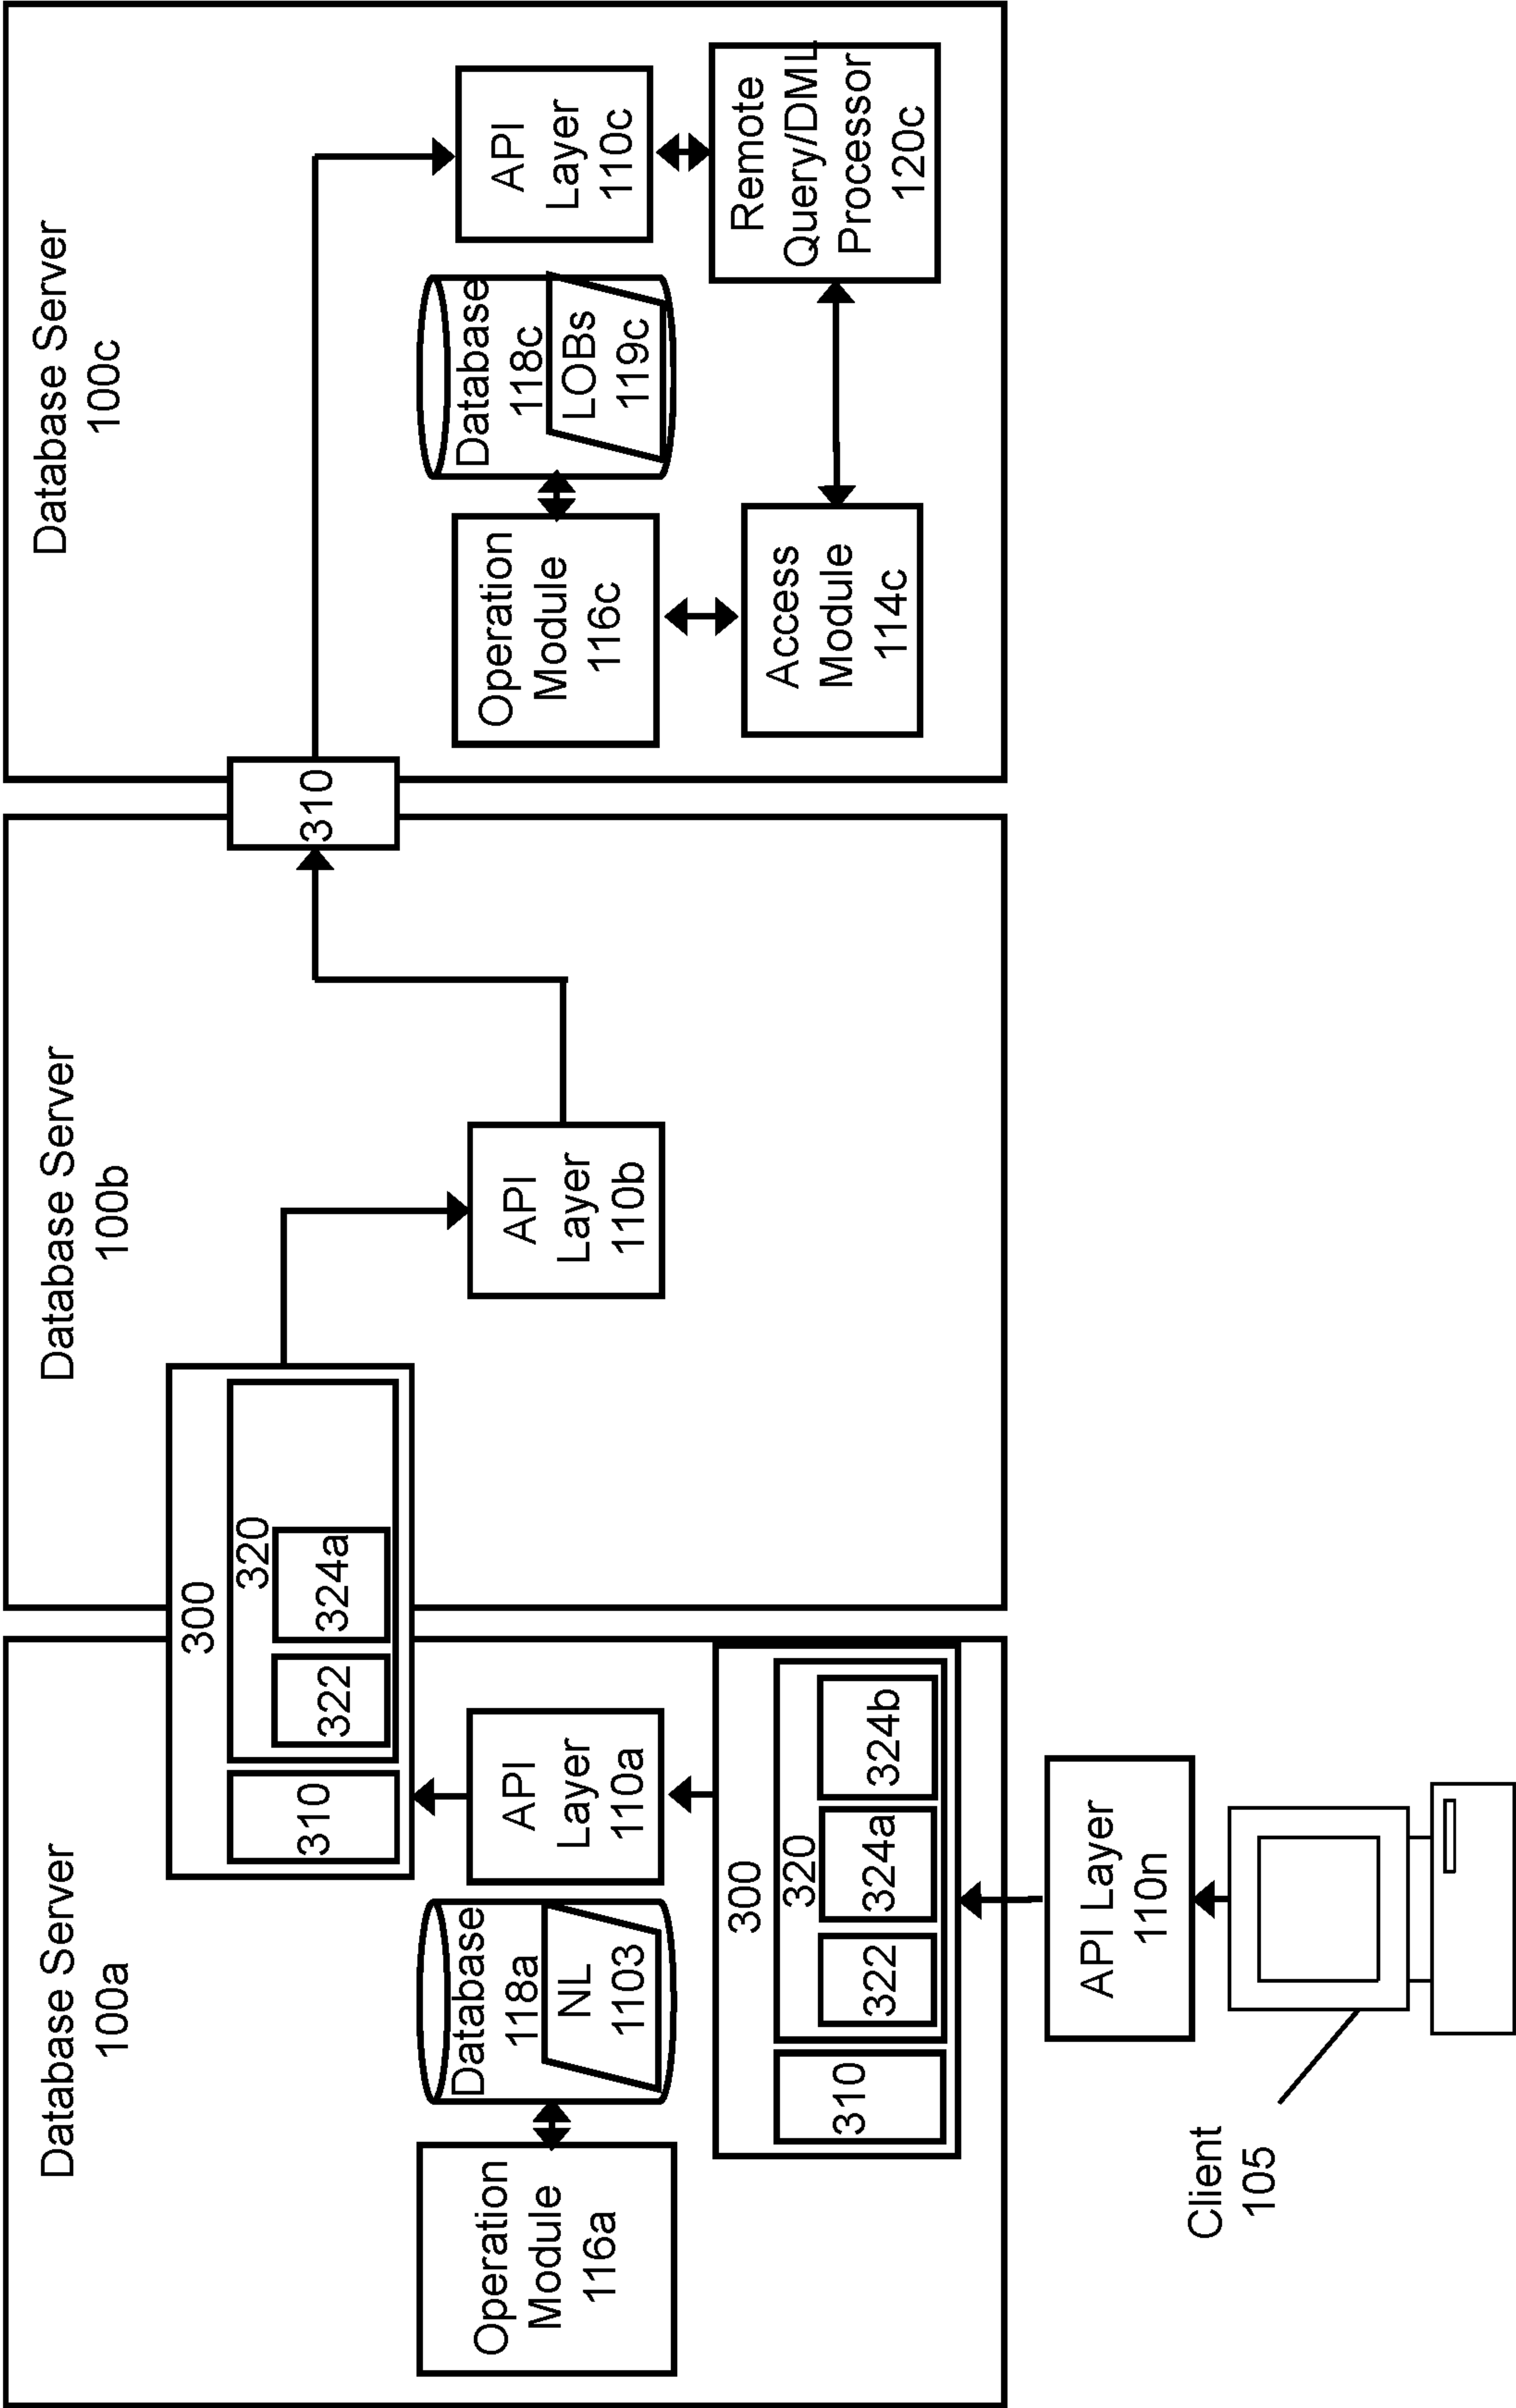 Database Server
100a
Database Server
100b
Database Server
100c
300
310
320
322
324a
310
Operation
Module
116a
Database
118a
NL
1103
API
Layer
110a
API
Layer
110b
Operation
Module
116c
Database
118c
LOBs
119c
API
Layer
110c
300
310
320
322
324a
324b
Access
Module
114c
Remote
Query/DML
Processor
120c
API Layer
110n
Client
105